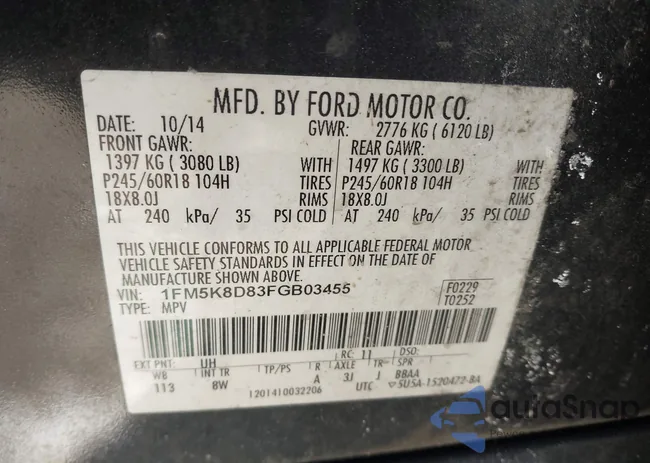 MFD. BY FORD MOTOR CO.
DATE: 10/14 GVWR: 2776 KG ( 6120 LB)
FRONT GAWR: REAR GAWR:
1397 KG ( 3080 LB) WITH 1497 KG ( 3300 LB) WITH
P245/60R18 104H TIRES P245/60R18 104H TIRES
18X8.0J RIMS 18X8.0J RIMS
AT 240 kPa/ 35 PSI COLD AT 240 kPa/ 35 PSI COLD
THIS VEHICLE CONFORMS TO ALL APPLICABLE FEDERAL MOTOR
VEHICLE SAFETY STANDARDS IN EFFECT ON THE DATE OF
MANUFACTURE SHOWN ABOVE.
VIN: 1FM5K8D83FGB03455 F0229
TYPE: MPV T0252
EXT PNT: UH RC: 11 DSO:
WB INT TR TP/PS R AXLE TR SPR
113 8W A 3J J BBAA
1201410032206 UTC 5U5A-1520472-BA
autoSnap